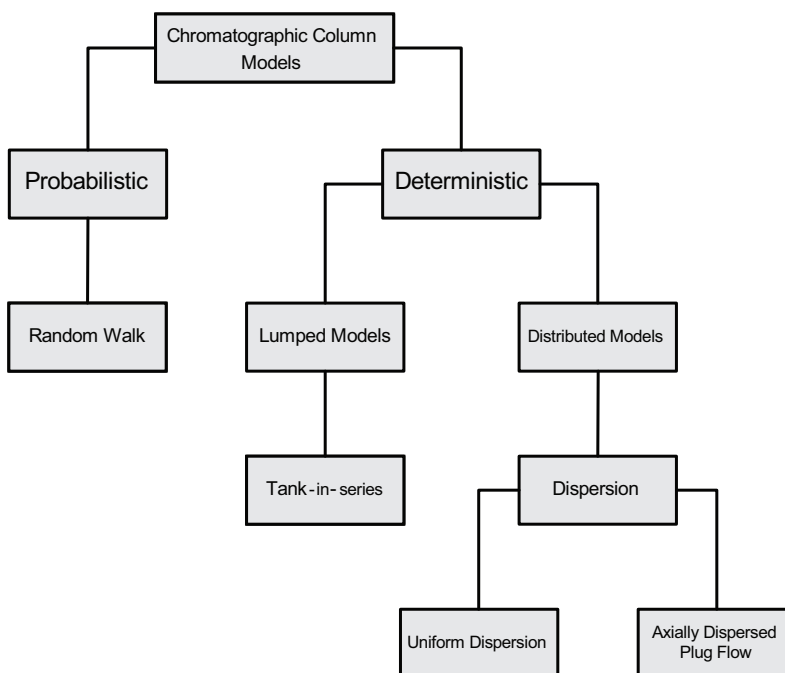 Chromatographic Column
Models
Probabilistic
Deterministic
Random Walk
Lumped Models
Distributed Models
Tank-in-series
Dispersion
Uniform Dispersion
Axially Dispersed
Plug Flow